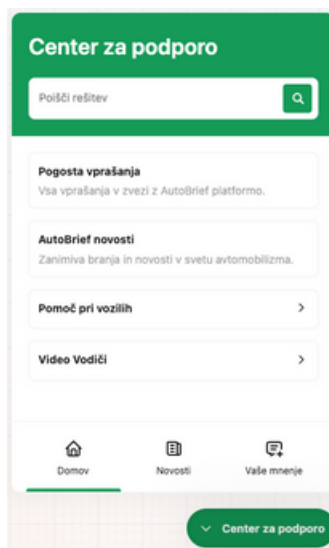 Center za podporo
Poišči rešitev
Pogosta vprašanja
Vsa vprašanja v zvezi z AutoBrief platformo.
AutoBrief novosti
Zanimiva branja in novosti v svetu avtomobilizma.
Pomoč pri vozilih
Video Vodiči
Domov
Novosti
Vaše mnenje
Center za podporo